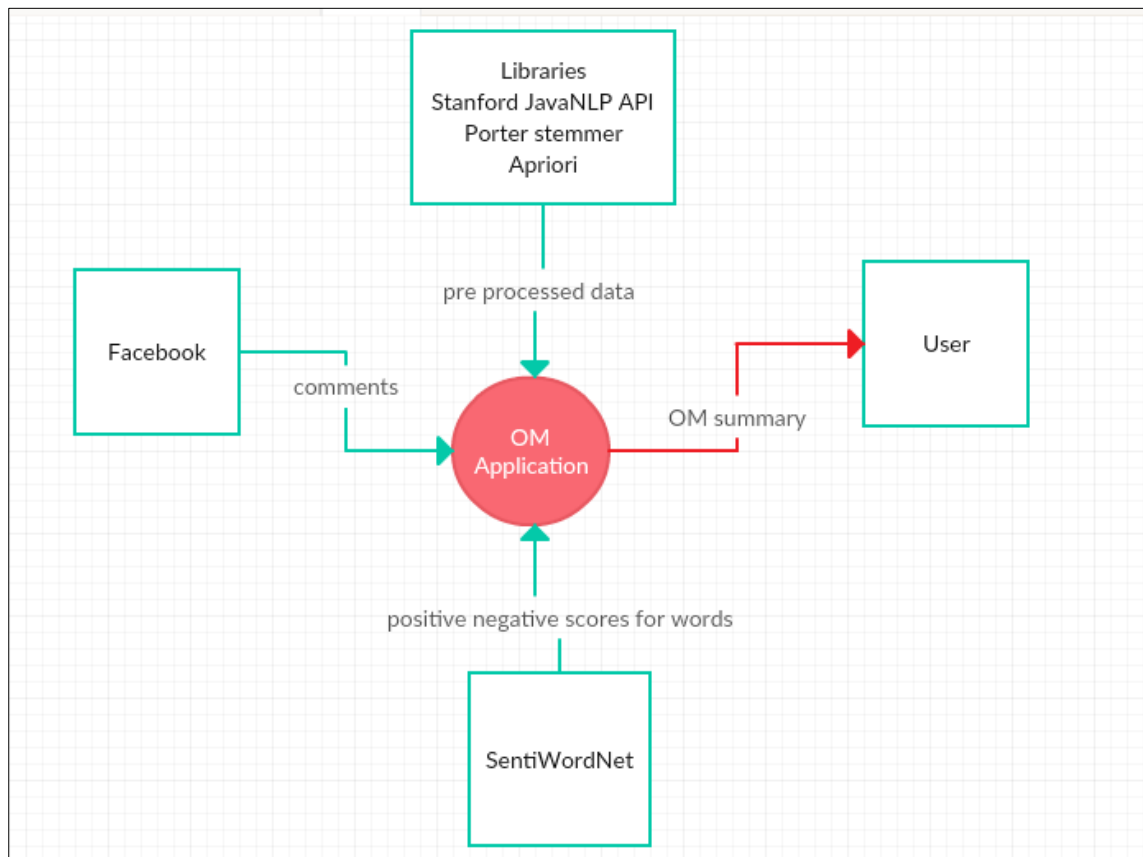 Libraries
Stanford JavaNLP API
Porter stemmer
Apriori
pre processed data
Facebook
User
comments
OM summary
OM
Application
positive negative scores for words
SentiWordNet